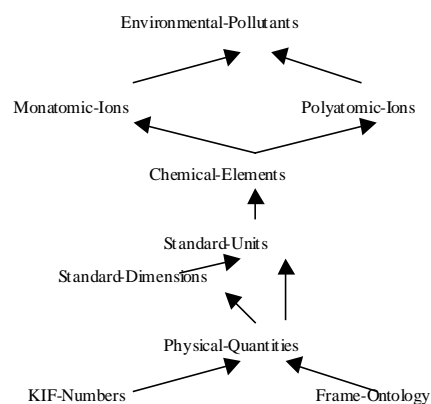 Environmental-Pollutants
Monatomic-Ions
Polyatomic-Ions
Chemical-Elements
Standard-Units
Standard-Dimensions
Physical-Quantities
KIF-Numbers
Frame-Ontology